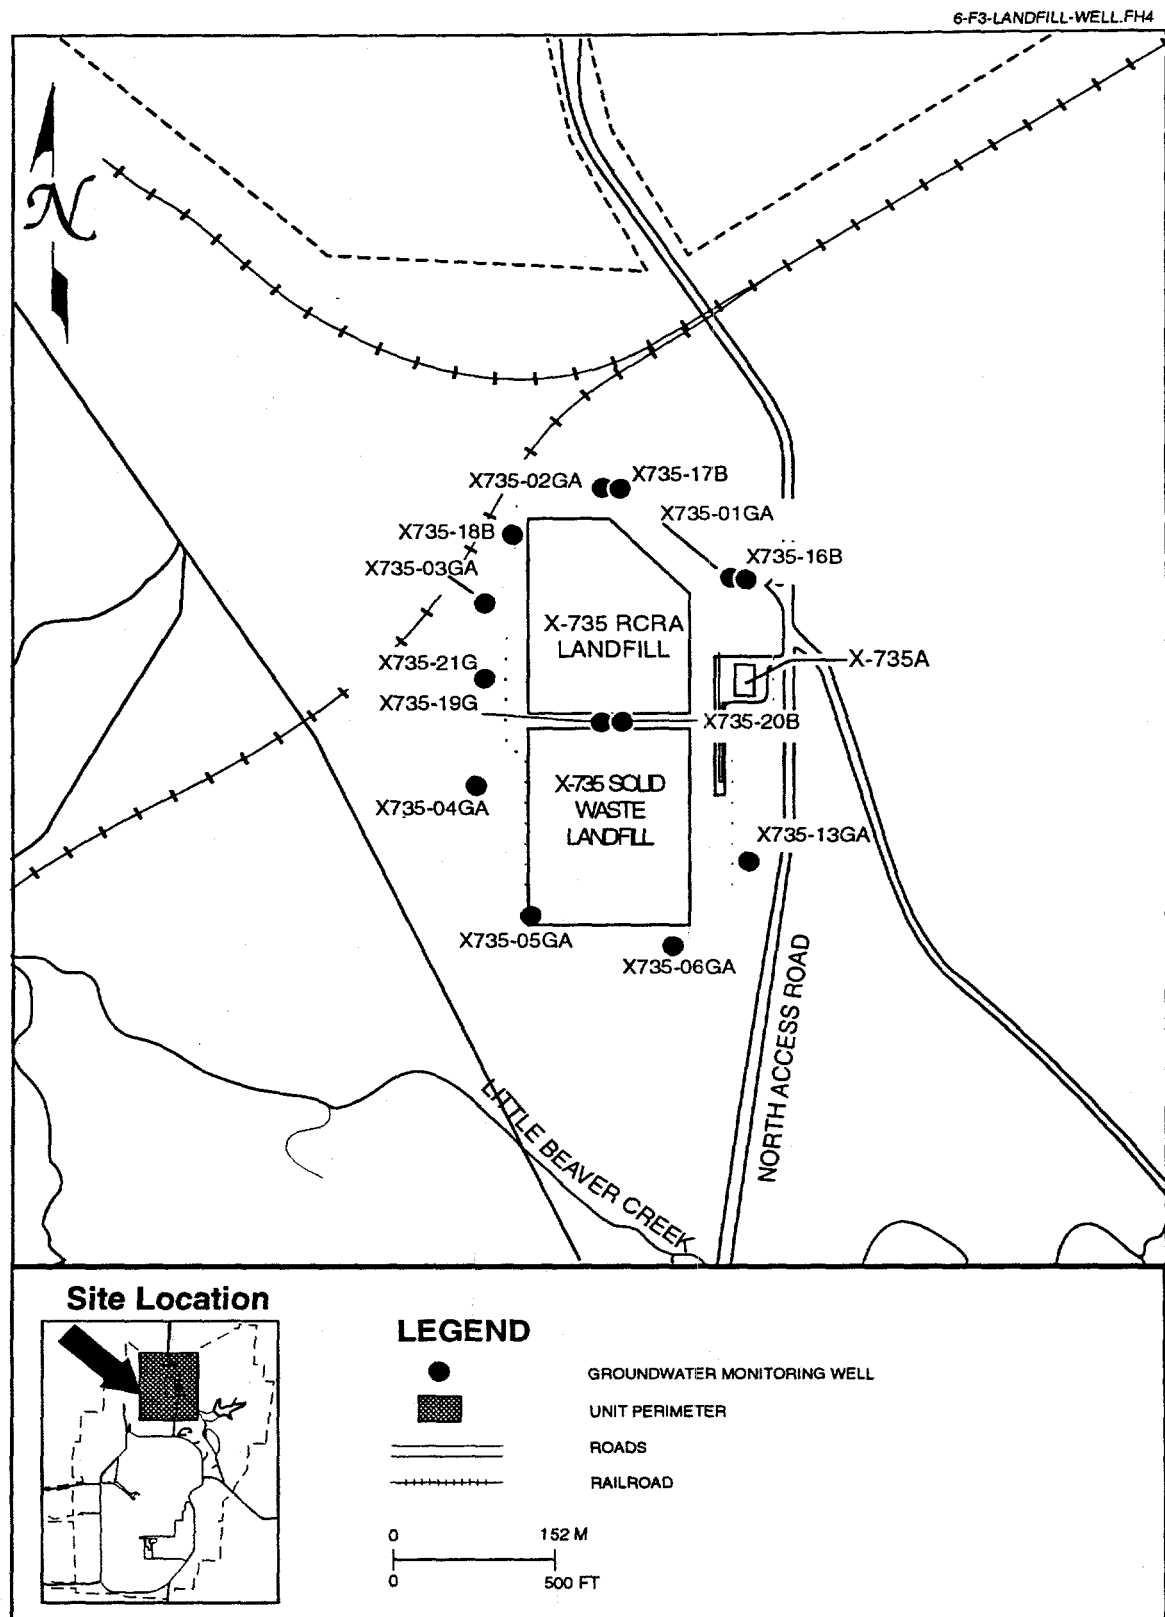 6-F3-LANDFILL-WELL.FH4
N
X735-02GA
X735-17B
X735-01GA
X735-18B
X735-16B
X735-03GA
X-735 RCRA
LANDFILL
X735-21G
X-735A
X735-19G
X735-20B
X-735 SOLID
WASTE
LANDFILL
X735-04GA
X735-13GA
X735-05GA
X735-06GA
NORTH ACCESS ROAD
LITTLE BEAVER CREEK
Site Location
LEGEND
GROUNDWATER MONITORING WELL
UNIT PERIMETER
ROADS
RAILROAD
0 152 M
0 500 FT